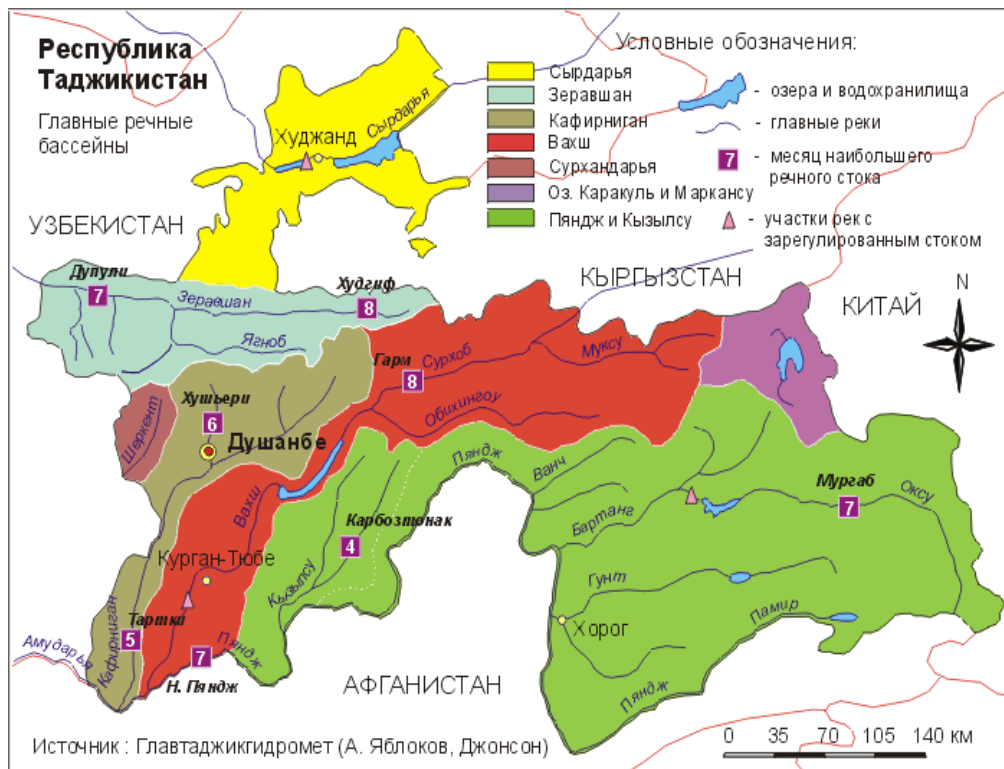 Республика
Таджикистан
Главные речные
бассейны
Условные обозначения:
Сырдарья
Зеравшан
Кафирниган
Вахш
Сурхандарья
Оз. Каракуль и Маркансу
Пяндж и Кызылсу
- озера и водохранилища
- главные реки
7 - месяц наибольшего
речного стока
- участки рек с
зарегулированным стоком
Худжанд
Сырдарья
УЗБЕКИСТАН
КЫРГЫЗСТАН
КИТАЙ
N
Дупули
7
Зеравшан
Худгиф
8
Ягноб
Гарм
8
Сурхоб
Муксу
Обихингоу
Хушьери
6
Душанбе
Шеркент
Вахш
Пяндж
Ванч
Мургаб
7
Оксу
Бартанг
Карбозтонак
4
Курган-Тюбе
Кызылсу
Гунт
Памир
Хорог
Тартки
5
Кафирниган
Амударья
7
Пяндж
Н. Пяндж
АФГАНИСТАН
Пяндж
Источник : Главтаджикгидромет (А. Яблоков, Джонсон)
0 35 70 105 140 км